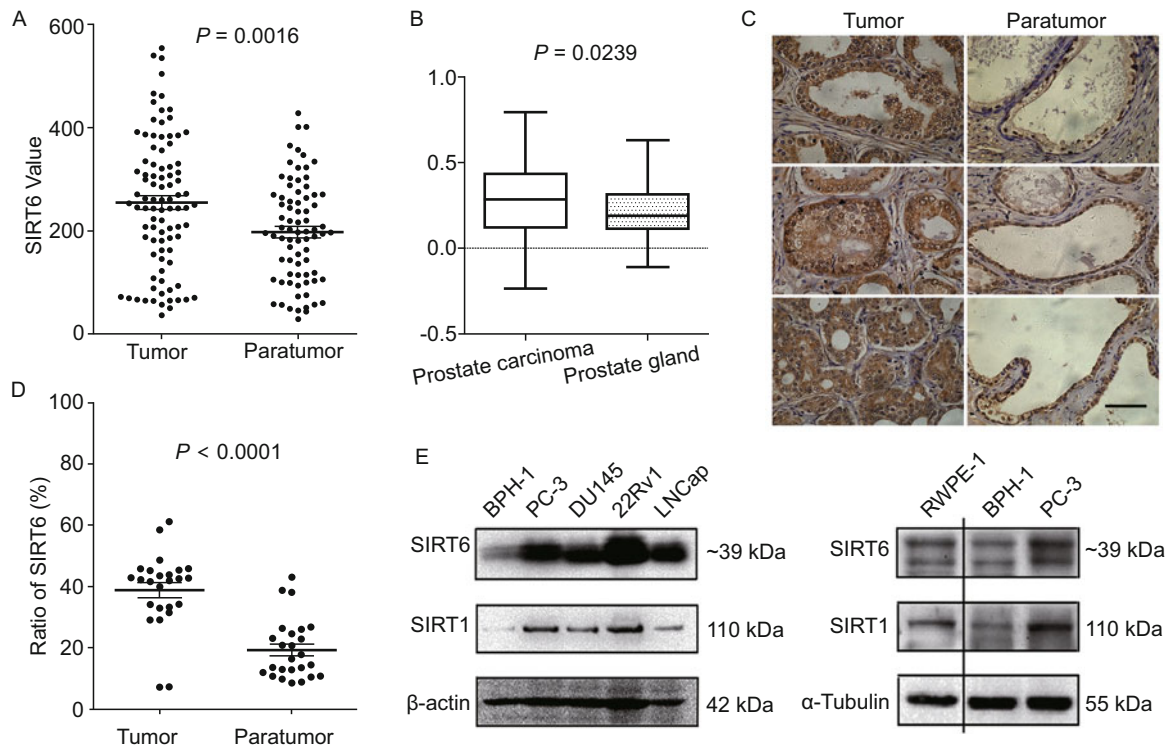 A
P = 0.0016
SIRT6 Value
600
400
200
0
Tumor
Paratumor
B
P = 0.0239
1.0
0.5
0.0
-0.5
Prostate carcinoma
Prostate gland
C
Tumor
Paratumor
D
P < 0.0001
Ratio of SIRT6 (%)
100
80
60
40
20
0
Tumor
Paratumor
E
BPH-1
PC-3
DU145
22Rv1
LNCap
SIRT6
~39 kDa
SIRT1
110 kDa
β-actin
42 kDa
RWPE-1
BPH-1
PC-3
SIRT6
~39 kDa
SIRT1
110 kDa
α-Tubulin
55 kDa